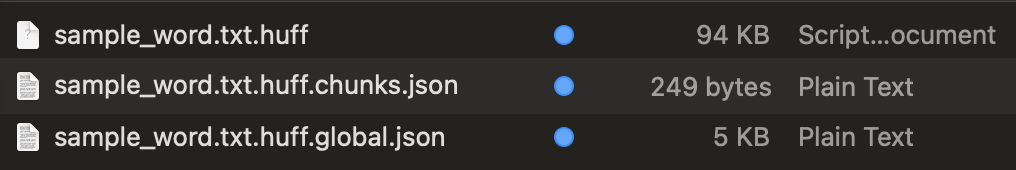 sample_word.txt.huff 94 KB Script...ocument
sample_word.txt.huff.chunks.json 249 bytes Plain Text
sample_word.txt.huff.global.json 5 KB Plain Text